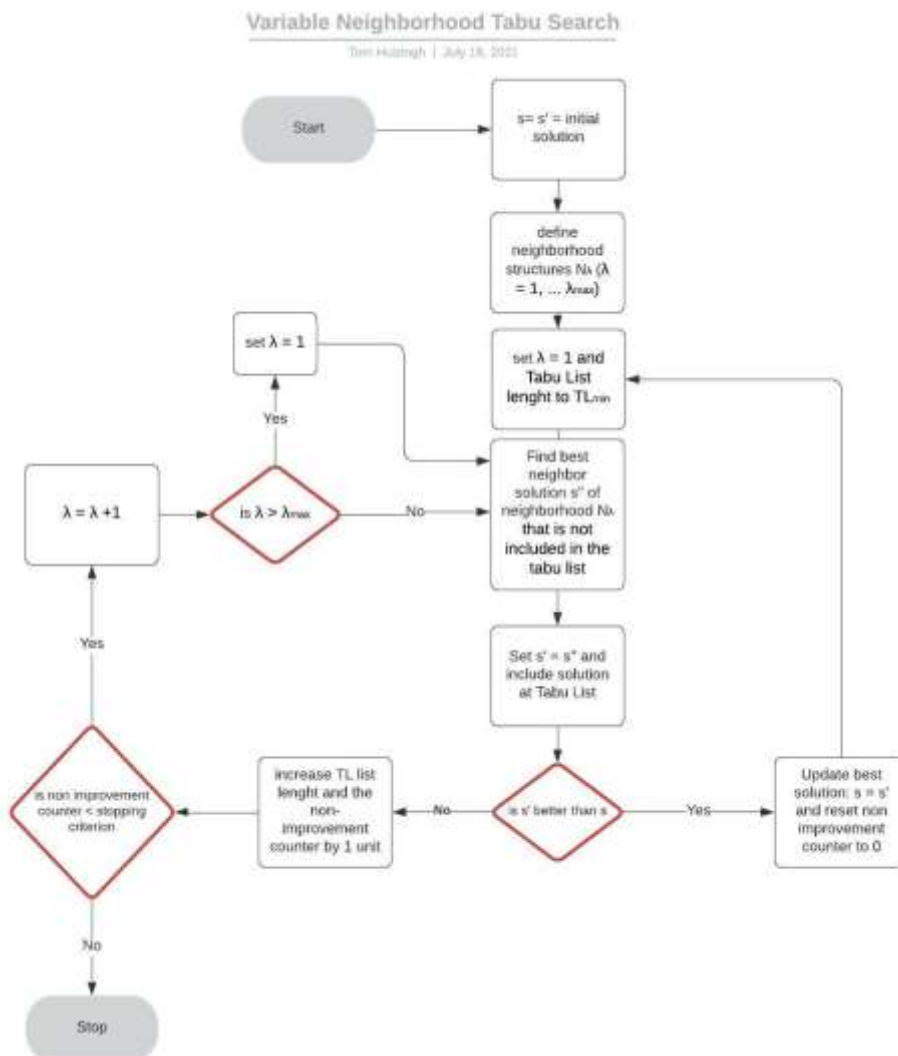 Variable Neighborhood Tabu Search
Tom | July 18, 2021
Start
s= s' = initial
solution
define
neighborhood
structures Nλ (λ
= 1, ... λmax)
set λ = 1
set λ = 1 and
Tabu List
lenght to TLmin
Yes
Find best
neighbor
solution s'' of
neighborhood Nλ
that is not
included in the
tabu list
λ = λ +1
is λ > λmax
No
Yes
Set s' = s'' and
include solution
at Tabu List
is non improvement
counter < stopping
criterion
increase TL list
lenght and the
non-
improvement
counter by 1 unit
No
is s' better than s
Yes
Update best
solution: s = s'
and reset non
improvement
counter to 0
No
Stop